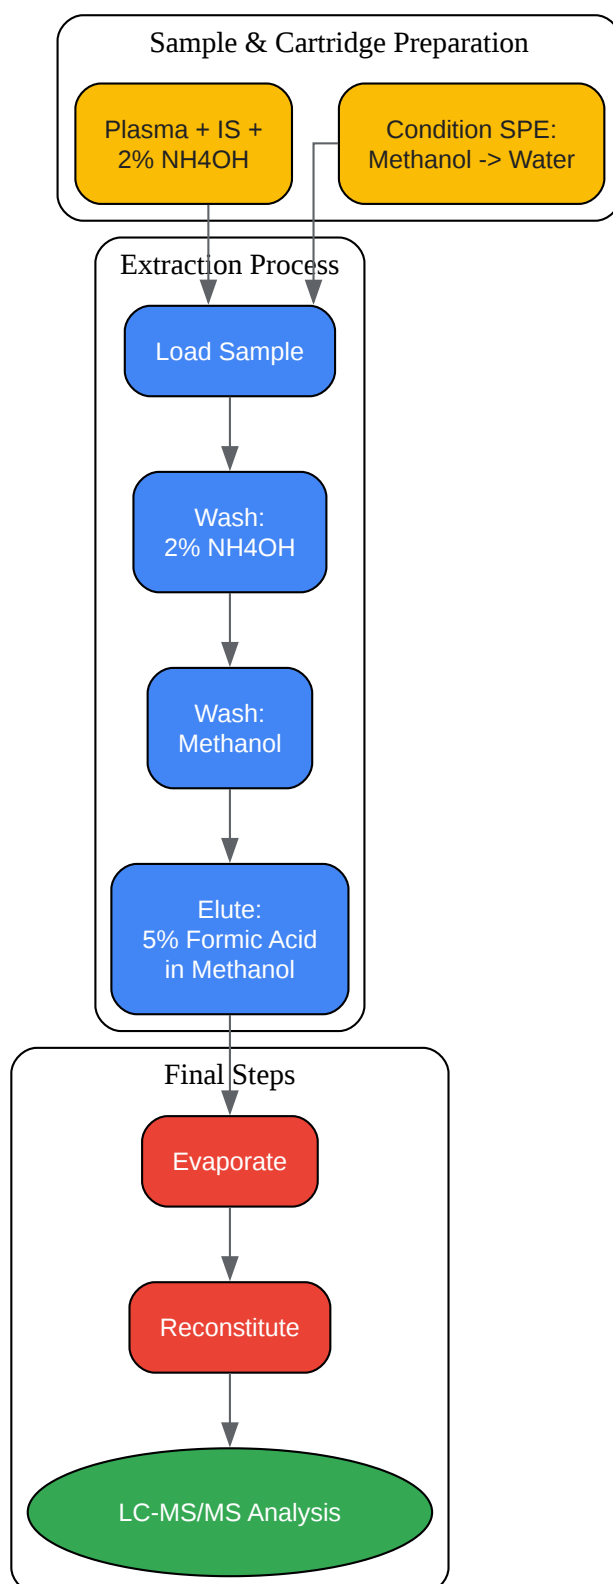 Sample & Cartridge Preparation
Plasma + IS +
2% NH4OH
Condition SPE:
Methanol -> Water
Extraction Process
Load Sample
Wash:
2% NH4OH
Wash:
Methanol
Elute:
5% Formic Acid
in Methanol
Final Steps
Evaporate
Reconstitute
LC-MS/MS Analysis